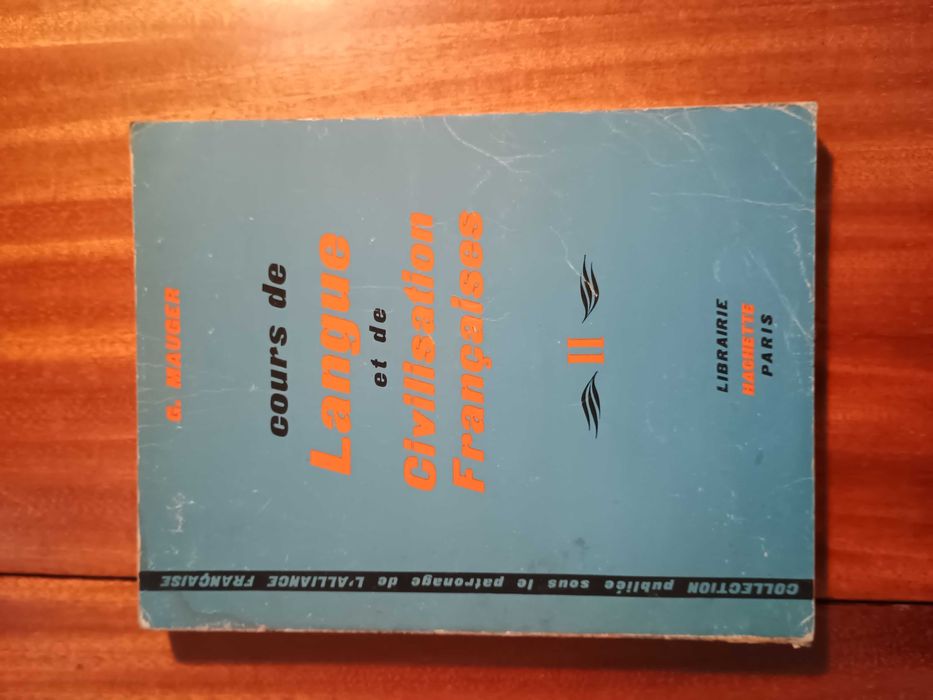 G. MAUGER
cours de
Langue
et de
Civilisation
Françaises
II
LIBRAIRIE
HACHETTE
PARIS
COLLECTION publiée sous le patronage de L'ALLIANCE FRANÇAISE